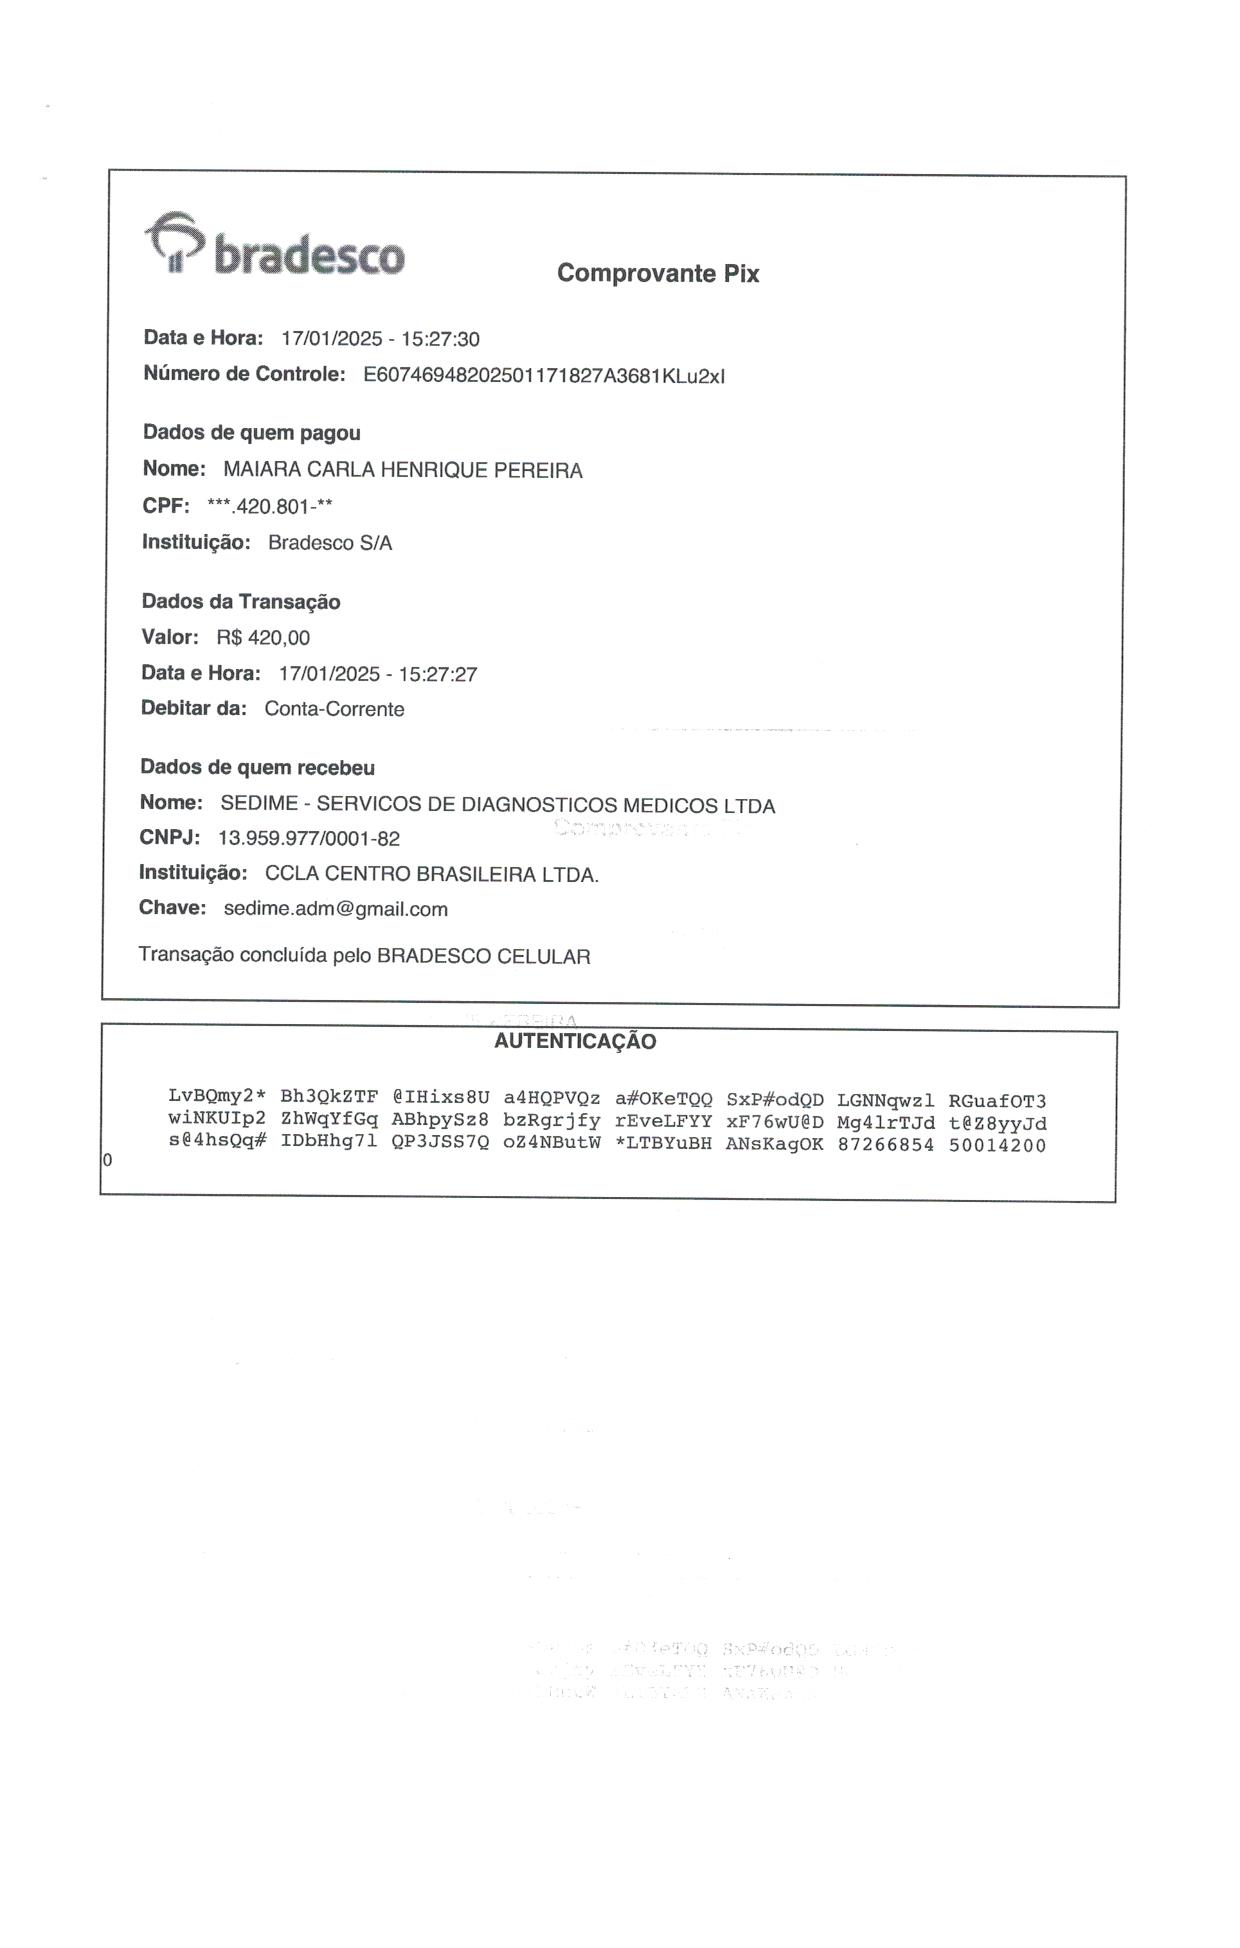 bradesco
Comprovante Pix
Data e Hora: 17/01/2025 - 15:27:30
Número de Controle: E60746948202501171827A3681KLu2xI
Dados de quem pagou
Nome: MAIARA CARLA HENRIQUE PEREIRA
CPF: ***.420.801-**
Instituição: Bradesco S/A
Dados da Transação
Valor: R$ 420,00
Data e Hora: 17/01/2025 - 15:27:27
Debitar da: Conta-Corrente
Dados de quem recebeu
Nome: SEDIME - SERVICOS DE DIAGNOSTICOS MEDICOS LTDA
CNPJ: 13.959.977/0001-82
Instituição: CCLA CENTRO BRASILEIRA LTDA.
Chave: sedime.adm@gmail.com
Transação concluída pelo BRADESCO CELULAR
AUTENTICAÇÃO
LvBQmy2* Bh3QkZTF @IHixs8U a4HQPVQz a#OKeTQQ SxP#odQD LGNNqwzl RGuafOT3
wiNKUIp2 ZhWqYfGq ABhpySz8 bzRgrjfy rEveLFYY xF76wU@D Mg4lrTJd t@Z8yyJd
s@4hsQq# IDbHhg7l QP3JSS7Q oZ4NButW *LTBYuBH ANsKagOK 87266854 50014200
0